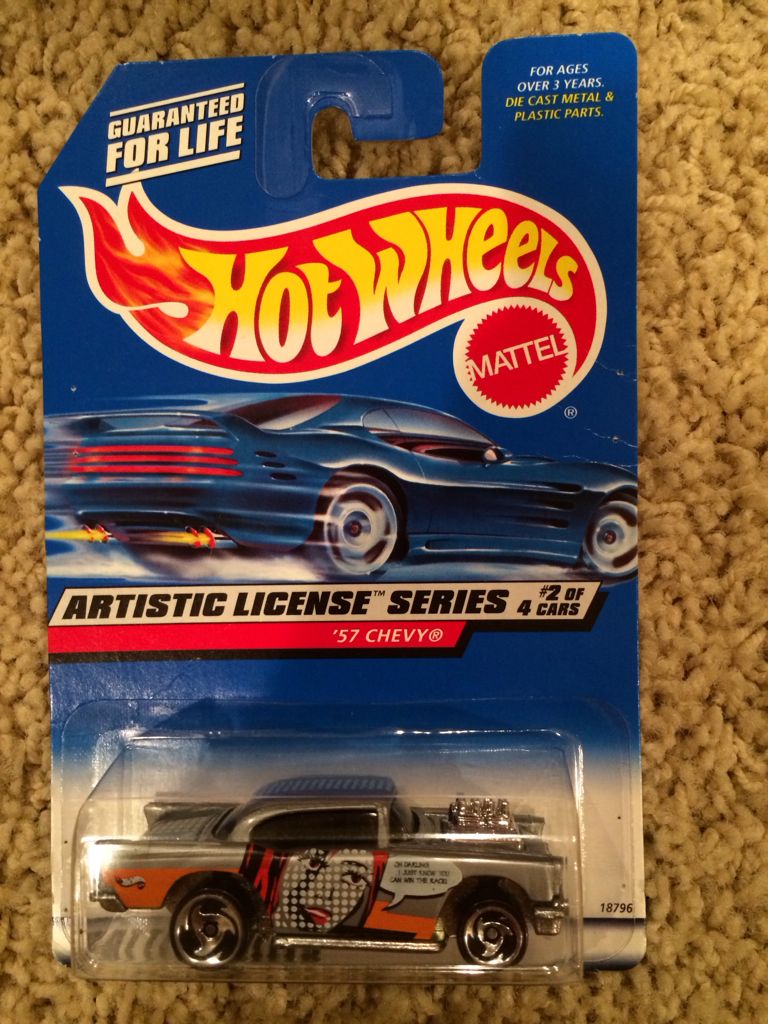 GUARANTEED
FOR LIFE
FOR AGES
OVER 3 YEARS.
DIE CAST METAL &
PLASTIC PARTS.
HOT WHEELS
MATTEL
®
ARTISTIC LICENSE™ SERIES #2 OF
4 CARS
'57 CHEVY®
OH DARLING
I JUST KNOW YOU
CAN WIN THE RACE!
18796